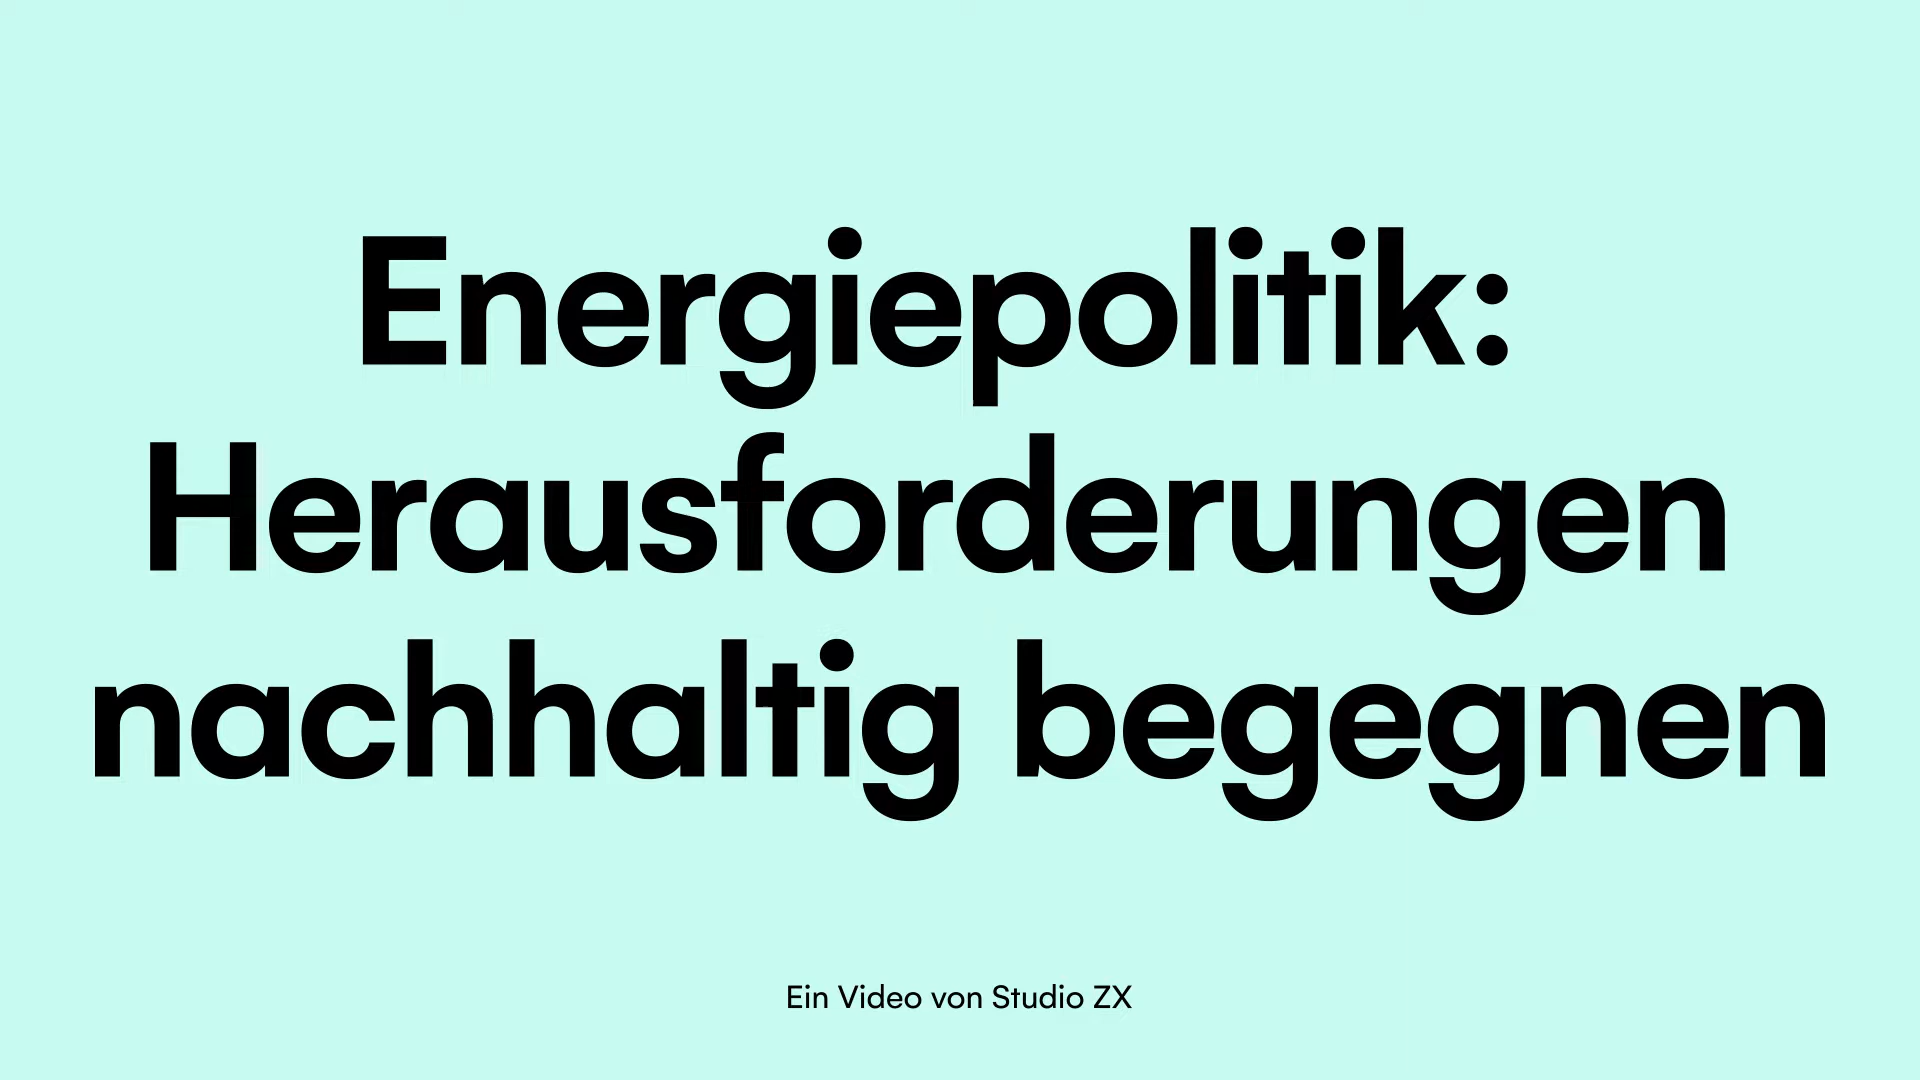 Energiepolitik:
Herausforderungen
nachhaltig begegnen
Ein Video von Studio ZX